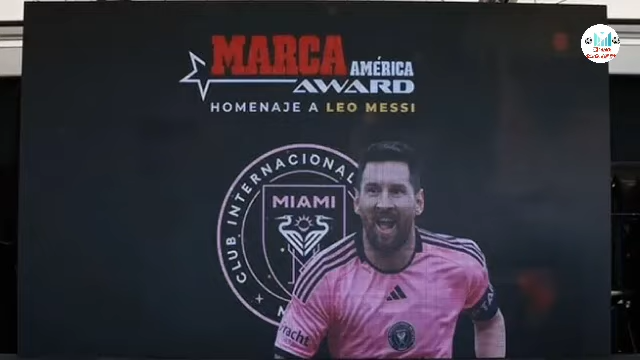 MARCA
AMÉRICA
AWARD
HOMENAJE A LEO MESSI
CLUB INTERNACIONAL
MIAMI